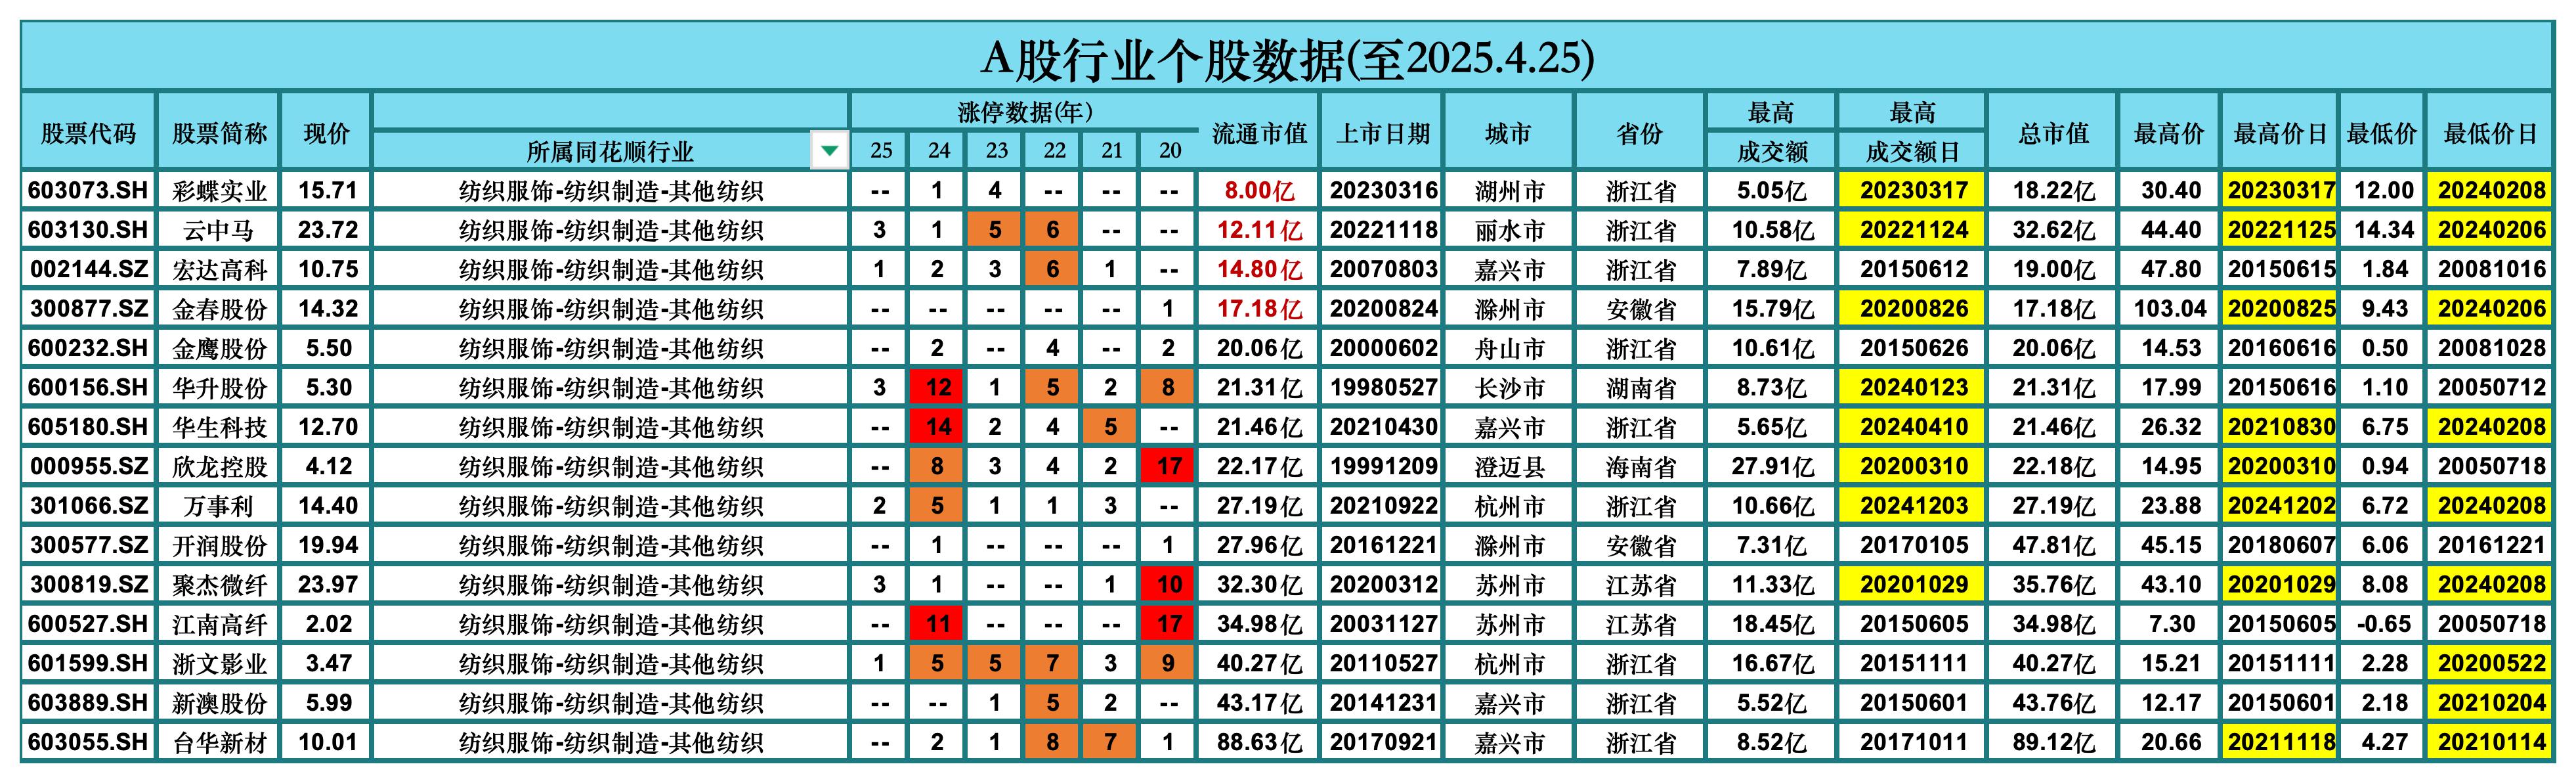 A股行业个股数据(至2025.4.25)
股票代码 股票简称 现价 所属同花顺行业 涨停数据(年) 流通市值 上市日期 城市 省份 最高 最高 总市值 最高价 最高价日 最低价 最低价日
25 24 23 22 21 20 成交额 成交额日
603073.SH 彩蝶实业 15.71 纺织服饰-纺织制造-其他纺织 -- 1 4 -- -- -- 8.00亿 20230316 湖州市 浙江省 5.05亿 20230317 18.22亿 30.40 20230317 12.00 20240208
603130.SH 云中马 23.72 纺织服饰-纺织制造-其他纺织 3 1 5 6 -- -- 12.11亿 20221118 丽水市 浙江省 10.58亿 20221124 32.62亿 44.40 20221125 14.34 20240206
002144.SZ 宏达高科 10.75 纺织服饰-纺织制造-其他纺织 1 2 3 6 1 -- 14.80亿 20070803 嘉兴市 浙江省 7.89亿 20150612 19.00亿 47.80 20150615 1.84 20081016
300877.SZ 金春股份 14.32 纺织服饰-纺织制造-其他纺织 -- -- -- -- -- 1 17.18亿 20200824 滁州市 安徽省 15.79亿 20200826 17.18亿 103.04 20200825 9.43 20240206
600232.SH 金鹰股份 5.50 纺织服饰-纺织制造-其他纺织 -- 2 -- 4 -- 2 20.06亿 20000602 舟山市 浙江省 10.61亿 20150626 20.06亿 14.53 20160616 0.50 20081028
600156.SH 华升股份 5.30 纺织服饰-纺织制造-其他纺织 3 12 1 5 2 8 21.31亿 19980527 长沙市 湖南省 8.73亿 20240123 21.31亿 17.99 20150616 1.10 20050712
605180.SH 华生科技 12.70 纺织服饰-纺织制造-其他纺织 -- 14 2 4 5 -- 21.46亿 20210430 嘉兴市 浙江省 5.65亿 20240410 21.46亿 26.32 20210830 6.75 20240208
000955.SZ 欣龙控股 4.12 纺织服饰-纺织制造-其他纺织 -- 8 3 4 2 17 22.17亿 19991209 澄迈县 海南省 27.91亿 20200310 22.18亿 14.95 20200310 0.94 20050718
301066.SZ 万事利 14.40 纺织服饰-纺织制造-其他纺织 2 5 1 1 3 -- 27.19亿 20210922 杭州市 浙江省 10.66亿 20241203 27.19亿 23.88 20241202 6.72 20240208
300577.SZ 开润股份 19.94 纺织服饰-纺织制造-其他纺织 -- 1 -- -- -- 1 27.96亿 20161221 滁州市 安徽省 7.31亿 20170105 47.81亿 45.15 20180607 6.06 20161221
300819.SZ 聚杰微纤 23.97 纺织服饰-纺织制造-其他纺织 3 1 -- -- 1 10 32.30亿 20200312 苏州市 江苏省 11.33亿 20201029 35.76亿 43.10 20201029 8.08 20240208
600527.SH 江南高纤 2.02 纺织服饰-纺织制造-其他纺织 -- 11 -- -- -- 17 34.98亿 20031127 苏州市 江苏省 18.45亿 20150605 34.98亿 7.30 20150605 -0.65 20050718
601599.SH 浙文影业 3.47 纺织服饰-纺织制造-其他纺织 1 5 5 7 3 9 40.27亿 20110527 杭州市 浙江省 16.67亿 20151111 40.27亿 15.21 20151111 2.28 20200522
603889.SH 新澳股份 5.99 纺织服饰-纺织制造-其他纺织 -- -- 1 5 2 -- 43.17亿 20141231 嘉兴市 浙江省 5.52亿 20150601 43.76亿 12.17 20150601 2.18 20210204
603055.SH 台华新材 10.01 纺织服饰-纺织制造-其他纺织 -- 2 1 8 7 1 88.63亿 20170921 嘉兴市 浙江省 8.52亿 20171011 89.12亿 20.66 20211118 4.27 20210114